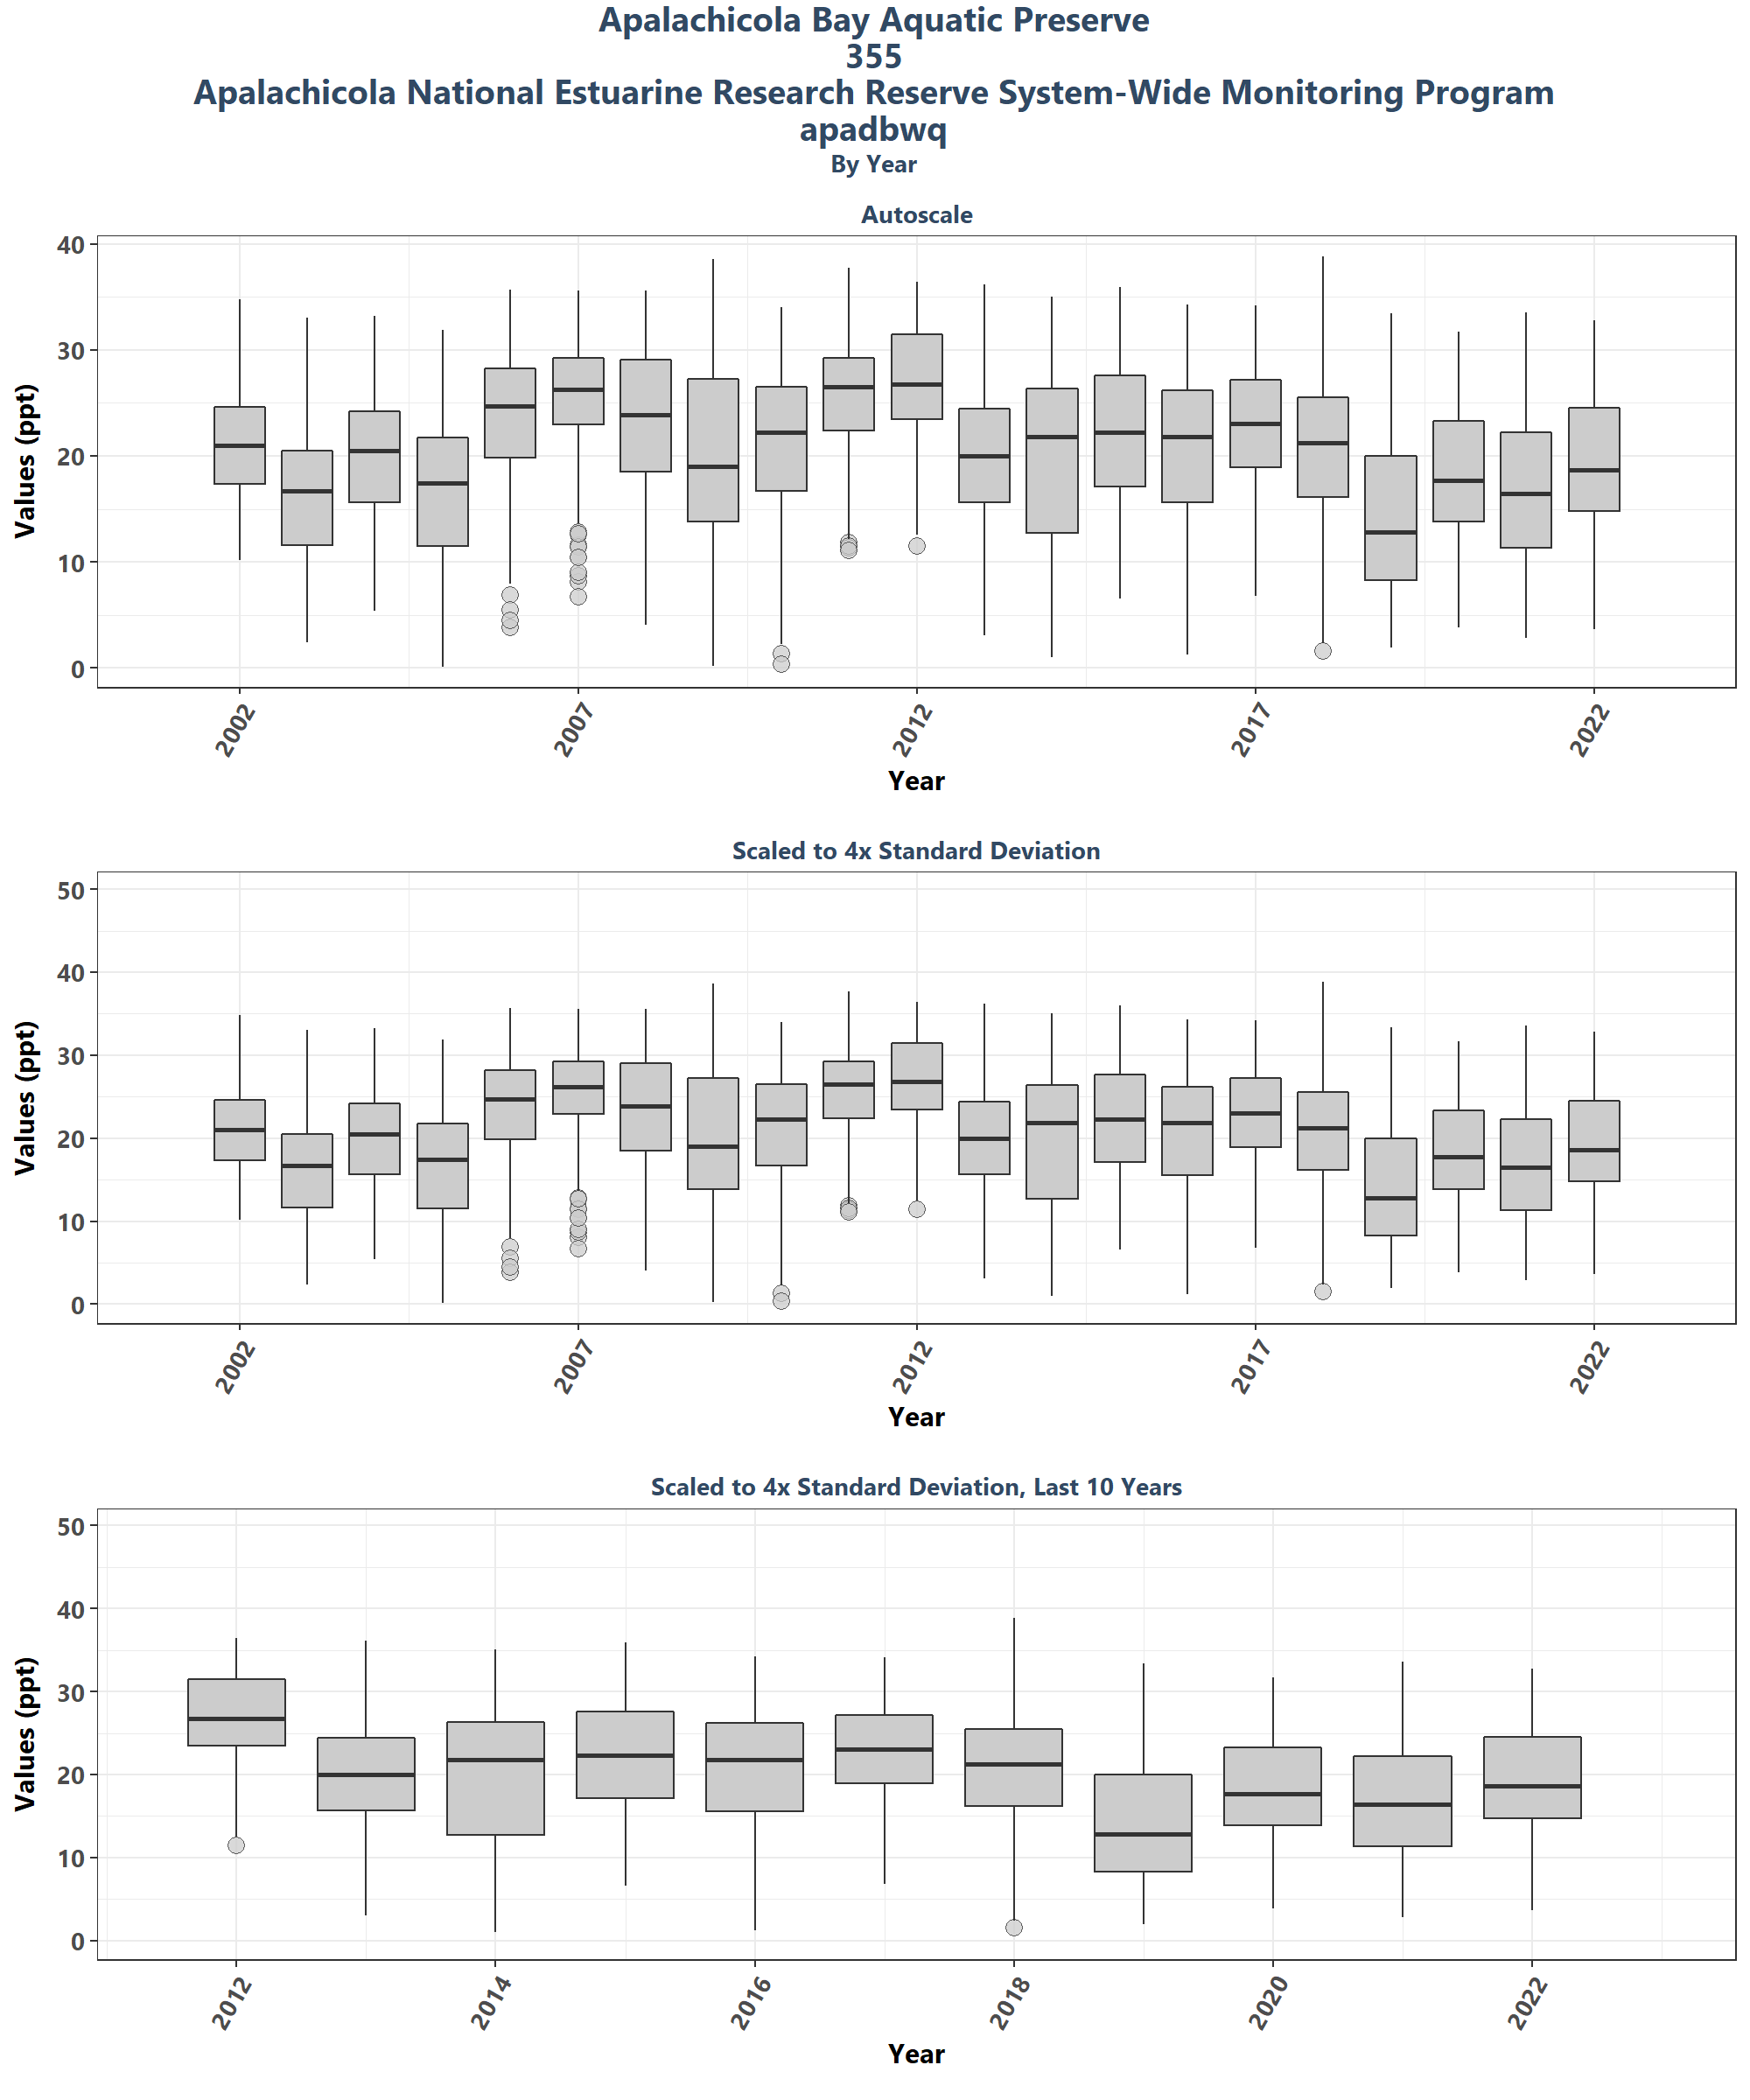 Apalachicola Bay Aquatic Preserve
355
Apalachicola National Estuarine Research Reserve System-Wide Monitoring Program
apadbwq
By Year
Autoscale
Values (ppt)
40
30
20
10
0
2002 2007 2012 2017 2022
Year
Scaled to 4x Standard Deviation
Values (ppt)
50
40
30
20
10
0
2002 2007 2012 2017 2022
Year
Scaled to 4x Standard Deviation, Last 10 Years
Values (ppt)
50
40
30
20
10
0
2012 2014 2016 2018 2020 2022
Year